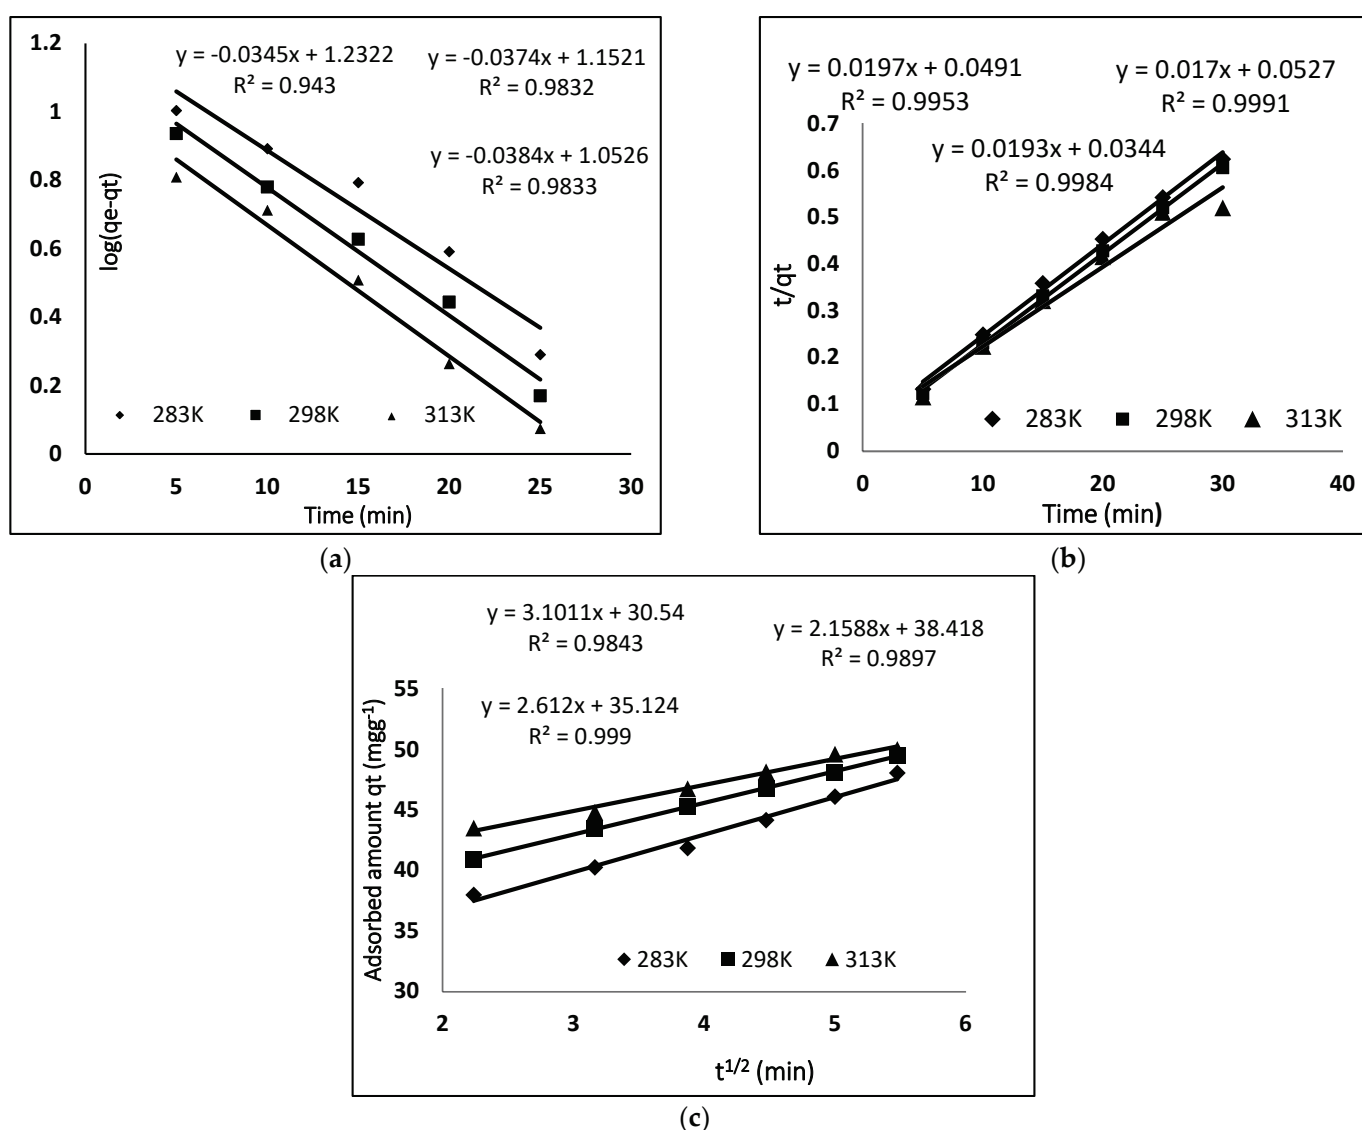 y = -0.0345x + 1.2322
R² = 0.943
y = -0.0374x + 1.1521
R² = 0.9832
y = -0.0384x + 1.0526
R² = 0.9833
1.2
1
0.8
0.6
0.4
0.2
0
log(qe-qt)
283K 298K 313K
0 5 10 15 20 25 30
Time (min)
(a)
y = 0.0197x + 0.0491
R² = 0.9953
y = 0.017x + 0.0527
R² = 0.9991
y = 0.0193x + 0.0344
R² = 0.9984
0.7
0.6
0.5
0.4
0.3
0.2
0.1
0
t/qt
283K 298K 313K
0 10 20 30 40
Time (min)
(b)
y = 3.1011x + 30.54
R² = 0.9843
y = 2.1588x + 38.418
R² = 0.9897
y = 2.612x + 35.124
R² = 0.999
55
50
45
40
35
30
Adsorbed amount qt (mgg⁻¹)
283K 298K 313K
2 3 4 5 6
t^1/2 (min)
(c)